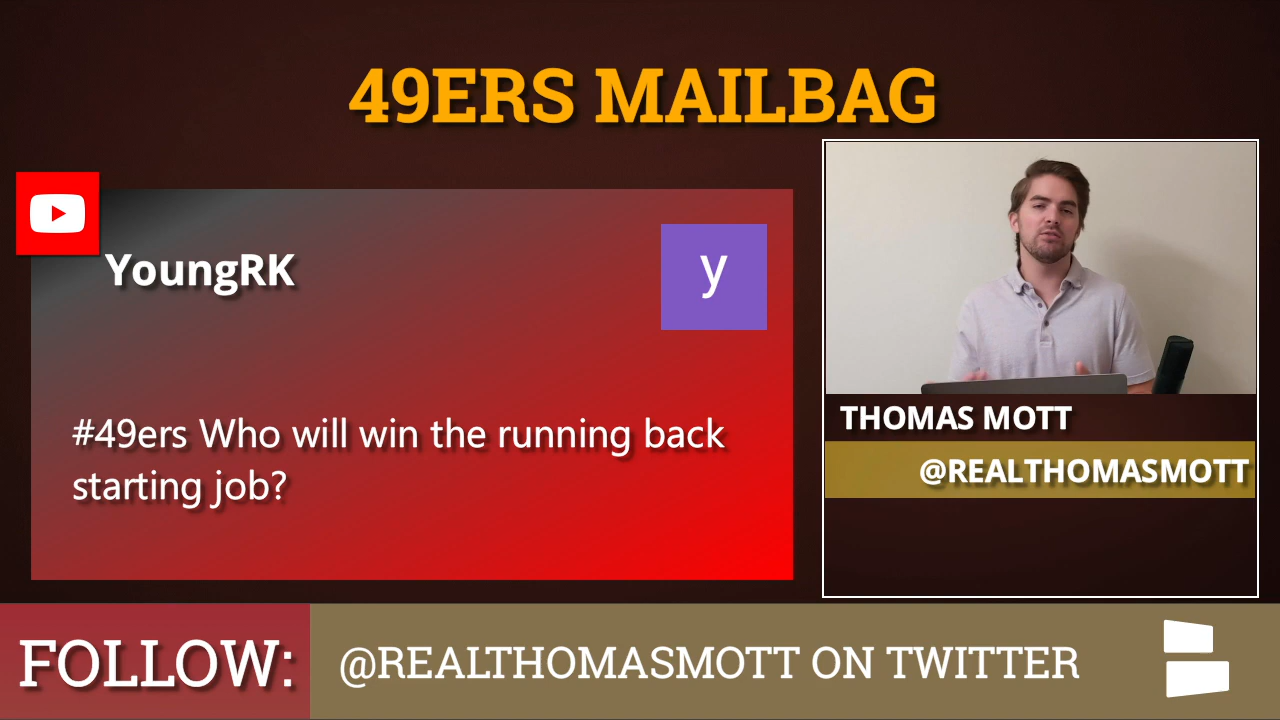 49ERS MAILBAG
YoungRK
y
#49ers Who will win the running back
starting job?
THOMAS MOTT
@REALTHOMASMOTT
FOLLOW:
@REALTHOMASMOTT ON TWITTER